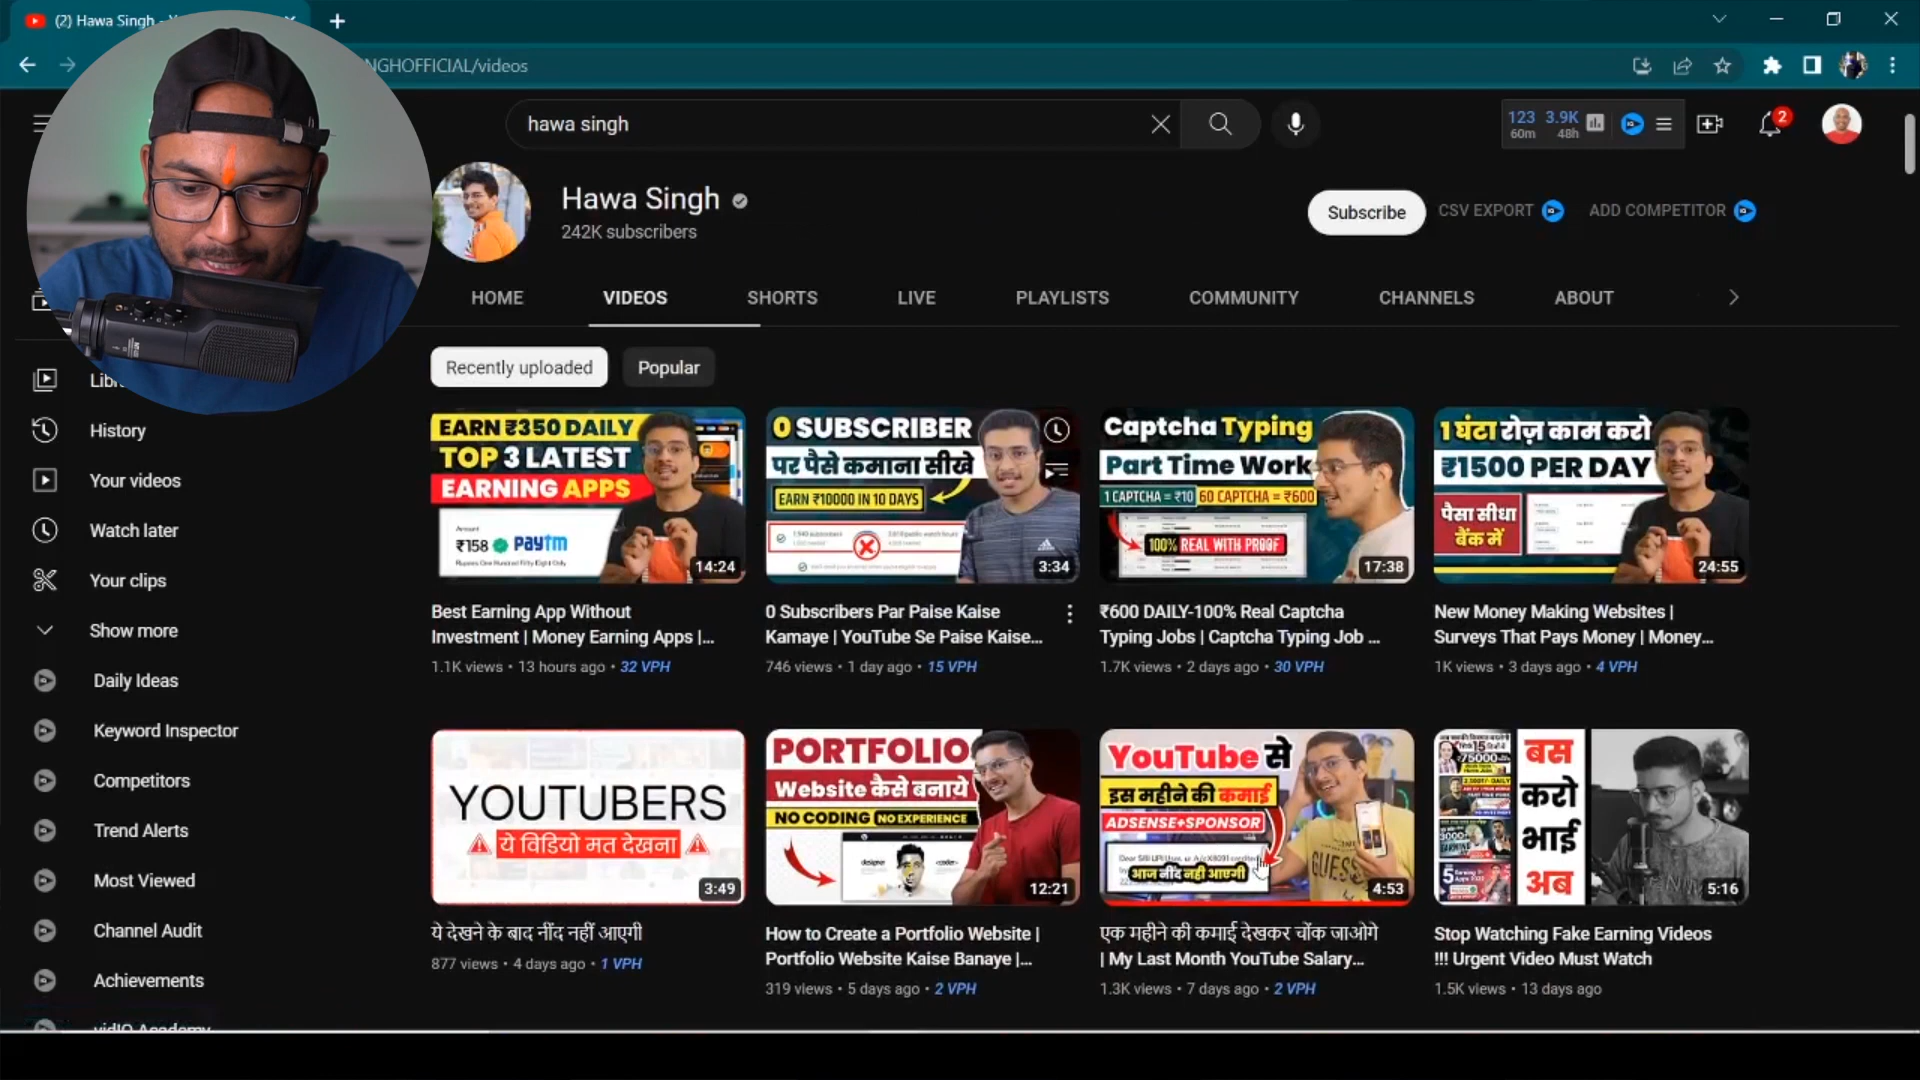 (2) Hawa Singh
NGHOFFICIAL/videos
hawa singh
123 3.9K
60m 48h
2
Hawa Singh
242K subscribers
Subscribe
CSV EXPORT
ADD COMPETITOR
HOME VIDEOS SHORTS LIVE PLAYLISTS COMMUNITY CHANNELS ABOUT
Recently uploaded
Popular
History
Your videos
Watch later
Your clips
Show more
Daily Ideas
Keyword Inspector
Competitors
Trend Alerts
Most Viewed
Channel Audit
Achievements
vidIQ Academy
EARN ₹350 DAILY
TOP 3 LATEST
EARNING APPS
Amount
₹158 Paytm
Rupees One Hundred Fifty Eight Only
14:24
Best Earning App Without
Investment | Money Earning Apps |...
1.1K views • 13 hours ago • 32 VPH
0 SUBSCRIBER
पर पैसे कमाना सीखे
EARN ₹10000 IN 10 DAYS
3:34
0 Subscribers Par Paise Kaise
Kamaye | YouTube Se Paise Kaise...
746 views • 1 day ago • 15 VPH
Captcha Typing
Part Time Work
1 CAPTCHA = ₹10 60 CAPTCHA = ₹600
100% REAL WITH PROOF
17:38
₹600 DAILY-100% Real Captcha
Typing Jobs | Captcha Typing Job ...
1.7K views • 2 days ago • 30 VPH
1 घंटा रोज़ काम करो
₹1500 PER DAY
पैसा सीधा
बैंक में
24:55
New Money Making Websites |
Surveys That Pays Money | Money...
1K views • 3 days ago • 4 VPH
YOUTUBERS
ये विडियो मत देखना
3:49
ये देखने के बाद नींद नहीं आएगी
877 views • 4 days ago • 1 VPH
PORTFOLIO
Website कैसे बनाये
NO CODING NO EXPERIENCE
designer <coder>
12:21
How to Create a Portfolio Website |
Portfolio Website Kaise Banaye |...
319 views • 5 days ago • 2 VPH
YouTube से
इस महीने की कमाई
ADSENSE+SPONSOR
आज नींद नही आएगी
GUESS
4:53
एक महीने की कमाई देखकर चोंक जाओगे
| My Last Month YouTube Salary...
1.3K views • 7 days ago • 2 VPH
बस
करो
भाई
अब
5:16
Stop Watching Fake Earning Videos
!!! Urgent Video Must Watch
1.5K views • 13 days ago